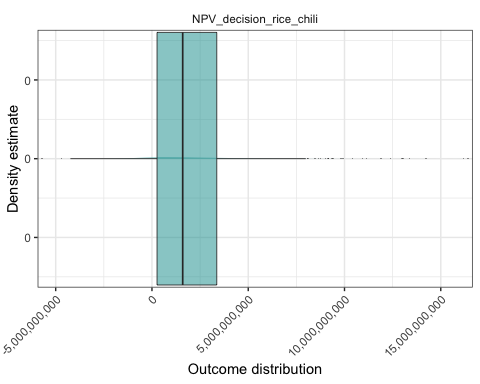 NPV_decision_rice_chili
Density estimate
0
0
0
-5,000,000,000
0
5,000,000,000
10,000,000,000
15,000,000,000
Outcome distribution